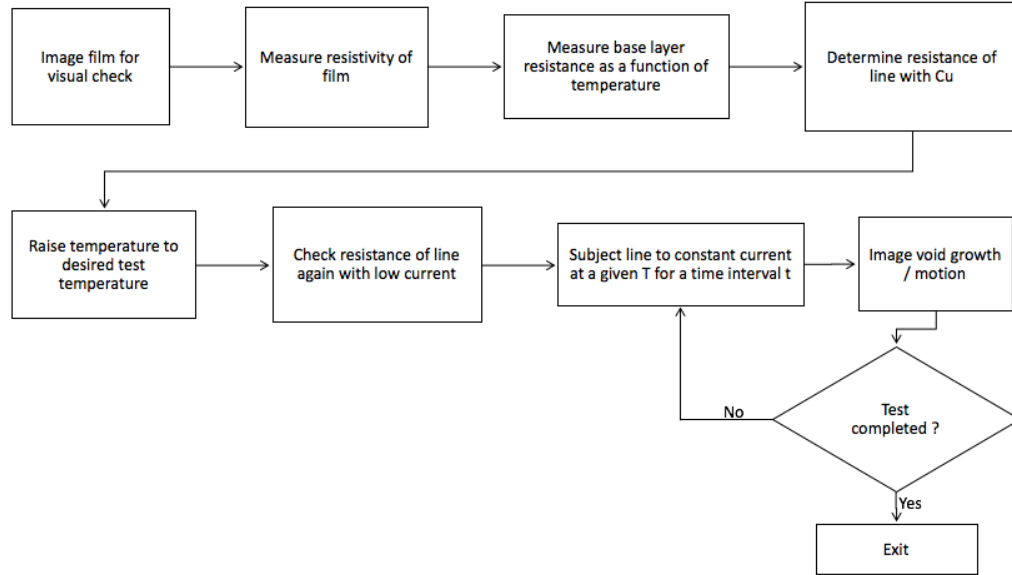 Image film for
visual check
Measure resistivity of
film
Measure base layer
resistance as a function of
temperature
Determine resistance of
line with Cu
Raise temperature to
desired test
temperature
Check resistance of line
again with low current
Subject line to constant current
at a given T for a time interval t
Image void growth
/ motion
Test
completed ?
No
Yes
Exit